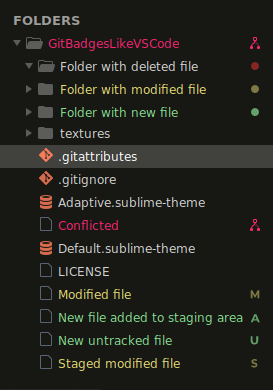 FOLDERS
GitBadgesLikeVSCode
Folder with deleted file
Folder with modified file
Folder with new file
textures
.gitattributes
.gitignore
Adaptive.sublime-theme
Conflicted
Default.sublime-theme
LICENSE
Modified file M
New file added to staging area A
New untracked file U
Staged modified file S